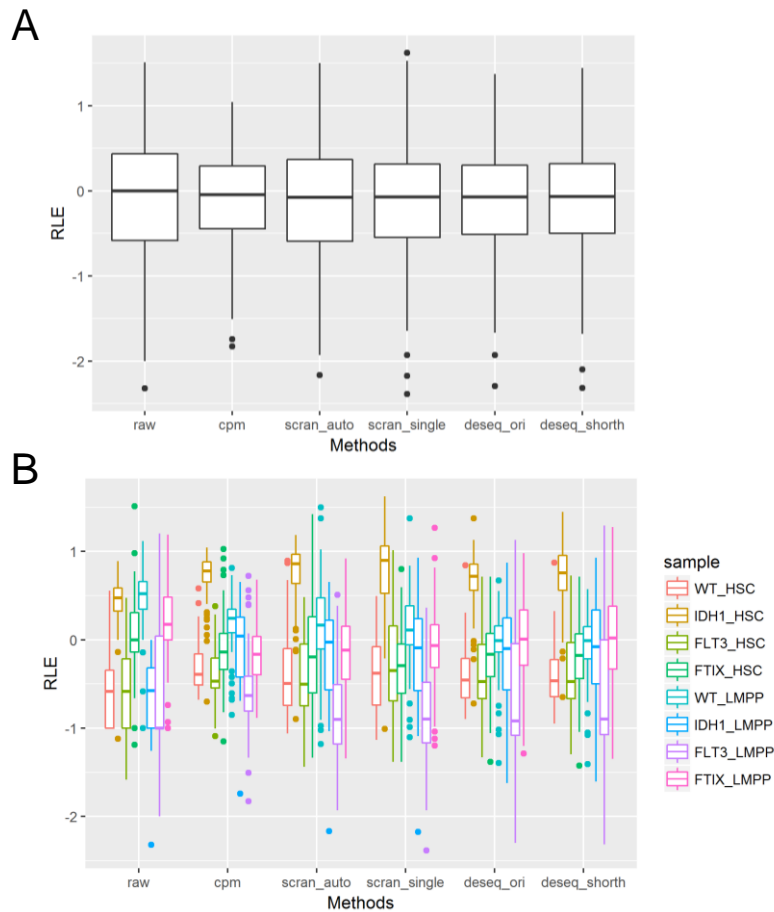 A
1
0
-1
-2
RLE
raw cpm scran_auto scran_single deseq_ori deseq_shorth
Methods
B
1
0
-1
-2
RLE
raw cpm scran_auto scran_single deseq_ori deseq_shorth
Methods
sample
WT_HSC
IDH1_HSC
FLT3_HSC
FTIX_HSC
WT_LMPP
IDH1_LMPP
FLT3_LMPP
FTIX_LMPP